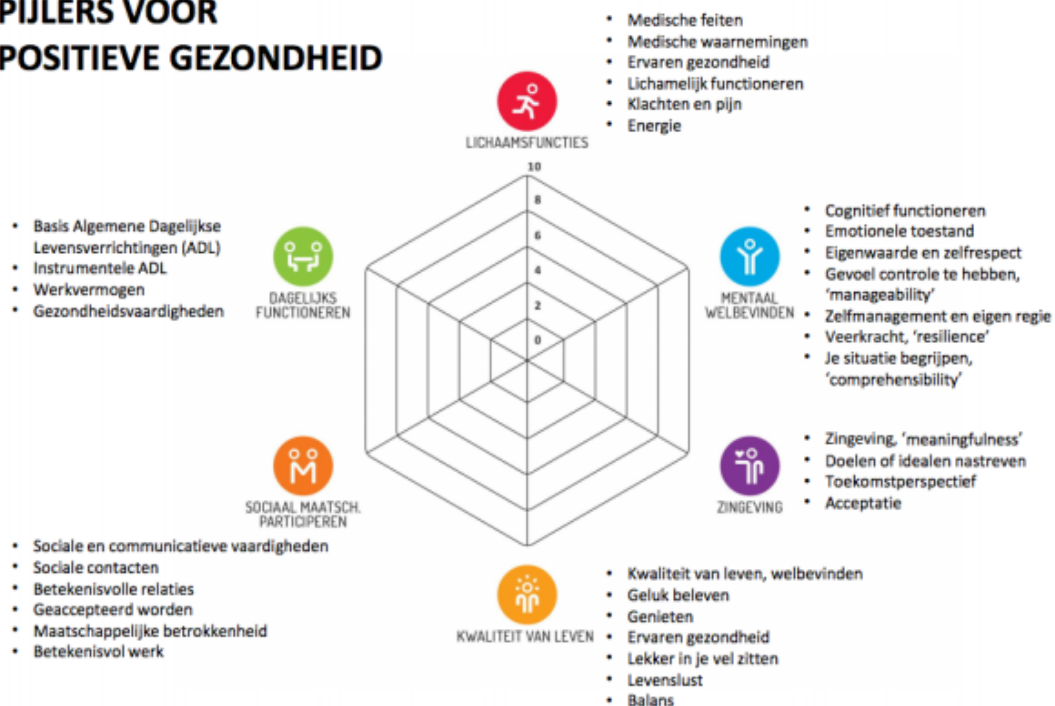 PIJLERS VOOR
POSITIEVE GEZONDHEID
• Medische feiten
• Medische waarnemingen
• Ervaren gezondheid
• Lichamelijk functioneren
• Klachten en pijn
• Energie
LICHAAMSFUNCTIES
10
8
6
4
2
0
• Basis Algemene Dagelijkse
Levensverrichtingen (ADL)
• Instrumentele ADL
• Werkvermogen
• Gezondheidsvaardigheden
DAGELIJKS
FUNCTIONEREN
MENTAAL
WELBEVINDEN
• Cognitief functioneren
• Emotionele toestand
• Eigenwaarde en zelfrespect
• Gevoel controle te hebben,
‘manageability’
• Zelfmanagement en eigen regie
• Veerkracht, ‘resilience’
• Je situatie begrijpen,
‘comprehensibility’
SOCIAAL MAATSCH.
PARTICIPEREN
• Sociale en communicatieve vaardigheden
• Sociale contacten
• Betekenisvolle relaties
• Geaccepteerd worden
• Maatschappelijke betrokkenheid
• Betekenisvol werk
ZINGEVING
• Zingeving, ‘meaningfulness’
• Doelen of idealen nastreven
• Toekomstperspectief
• Acceptatie
KWALITEIT VAN LEVEN
• Kwaliteit van leven, welbevinden
• Geluk beleven
• Genieten
• Ervaren gezondheid
• Lekker in je vel zitten
• Levenslust
• Balans